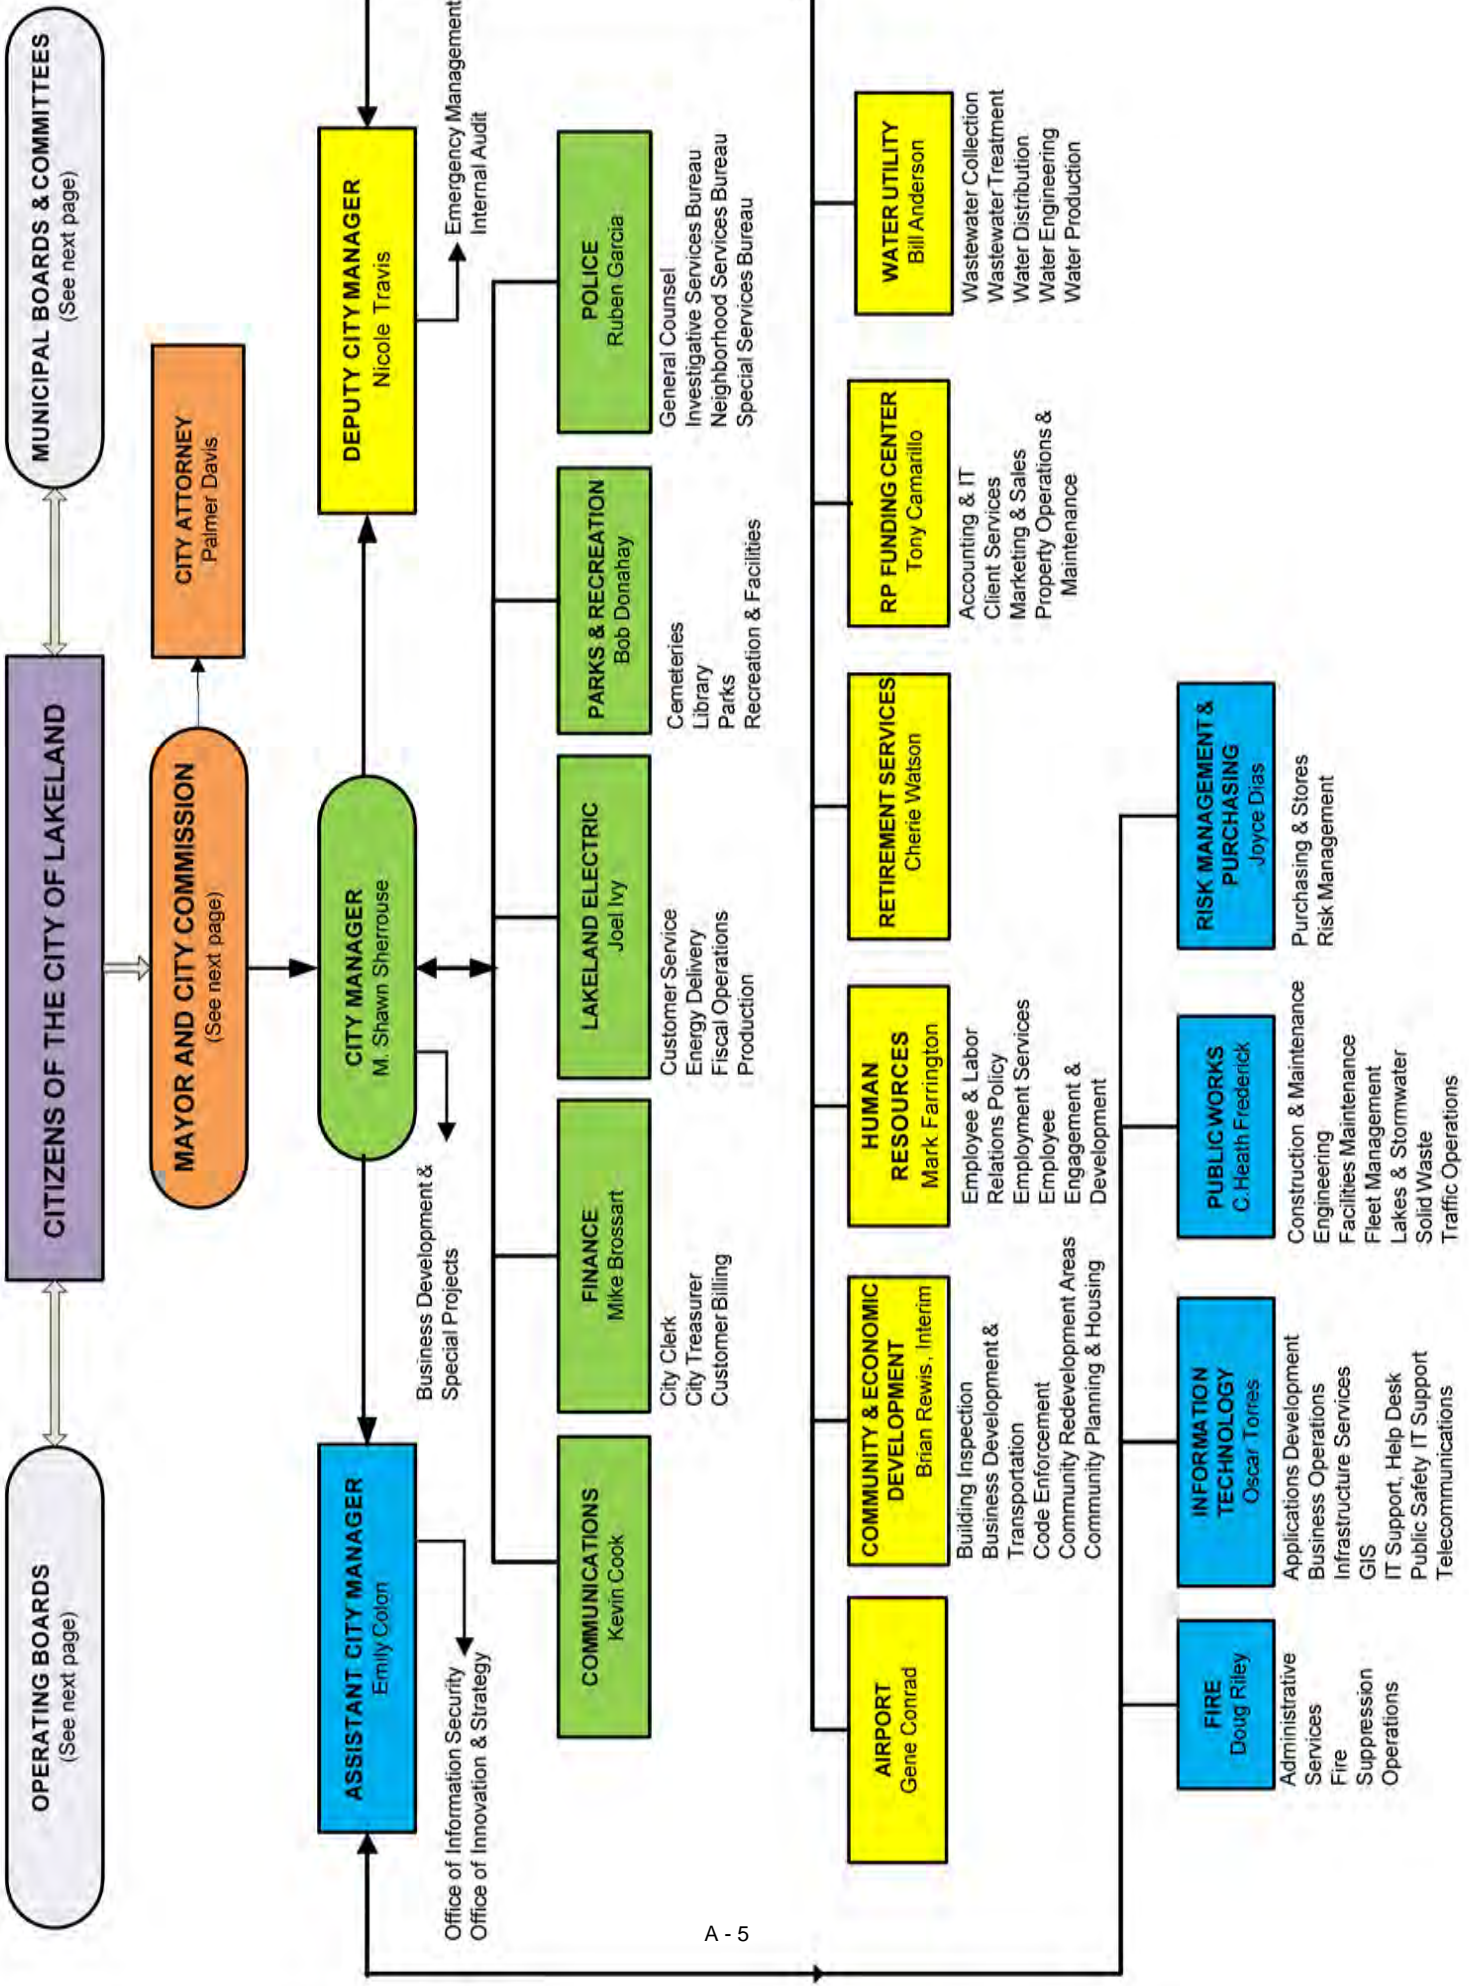 OPERATING BOARDS
(See next page)
CITIZENS OF THE CITY OF LAKELAND
MUNICIPAL BOARDS & COMMITTEES
(See next page)
MAYOR AND CITY COMMISSION
(See next page)
CITY ATTORNEY
Palmer Davis
ASSISTANT CITY MANAGER
Emily Colon
CITY MANAGER
M. Shawn Sherrouse
DEPUTY CITY MANAGER
Nicole Travis
Office of Information Security
Office of Innovation & Strategy
Business Development &
Special Projects
Emergency Management
Internal Audit
COMMUNICATIONS
Kevin Cook
FINANCE
Mike Brossart
City Clerk
City Treasurer
Customer Billing
LAKELAND ELECTRIC
Joel Ivy
Customer Service
Energy Delivery
Fiscal Operations
Production
PARKS & RECREATION
Bob Donahay
Cemeteries
Library
Parks
Recreation & Facilities
POLICE
Ruben Garcia
General Counsel
Investigative Services Bureau
Neighborhood Services Bureau
Special Services Bureau
AIRPORT
Gene Conrad
COMMUNITY & ECONOMIC
DEVELOPMENT
Brian Rewis, Interim
Building Inspection
Business Development &
Transportation
Code Enforcement
Community Redevelopment Areas
Community Planning & Housing
HUMAN
RESOURCES
Mark Farrington
Employee & Labor
Relations Policy
Employment Services
Employee
Engagement &
Development
RETIREMENT SERVICES
Cherie Watson
RP FUNDING CENTER
Tony Camarillo
Accounting & IT
Client Services
Marketing & Sales
Property Operations &
Maintenance
WATER UTILITY
Bill Anderson
Wastewater Collection
Wastewater Treatment
Water Distribution
Water Engineering
Water Production
FIRE
Doug Riley
Administrative
Services
Fire
Suppression
Operations
INFORMATION
TECHNOLOGY
Oscar Torres
Applications Development
Business Operations
Infrastructure Services
GIS
IT Support, Help Desk
Public Safety IT Support
Telecommunications
PUBLIC WORKS
C. Heath Frederick
Construction & Maintenance
Engineering
Facilities Maintenance
Fleet Management
Lakes & Stormwater
Solid Waste
Traffic Operations
RISK MANAGEMENT &
PURCHASING
Joyce Dias
Purchasing & Stores
Risk Management
A - 5